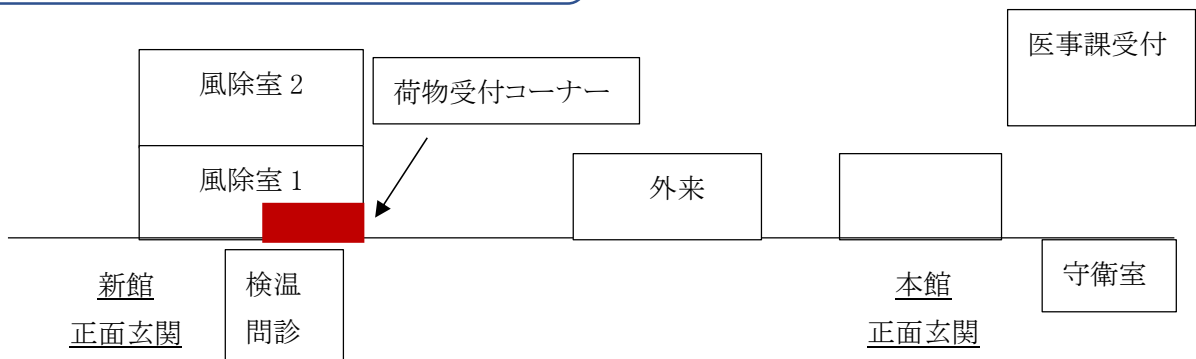 医事課受付
風除室 2
荷物受付コーナー
風除室 1
外来
新館
正面玄関
検温
問診
本館
正面玄関
守衛室